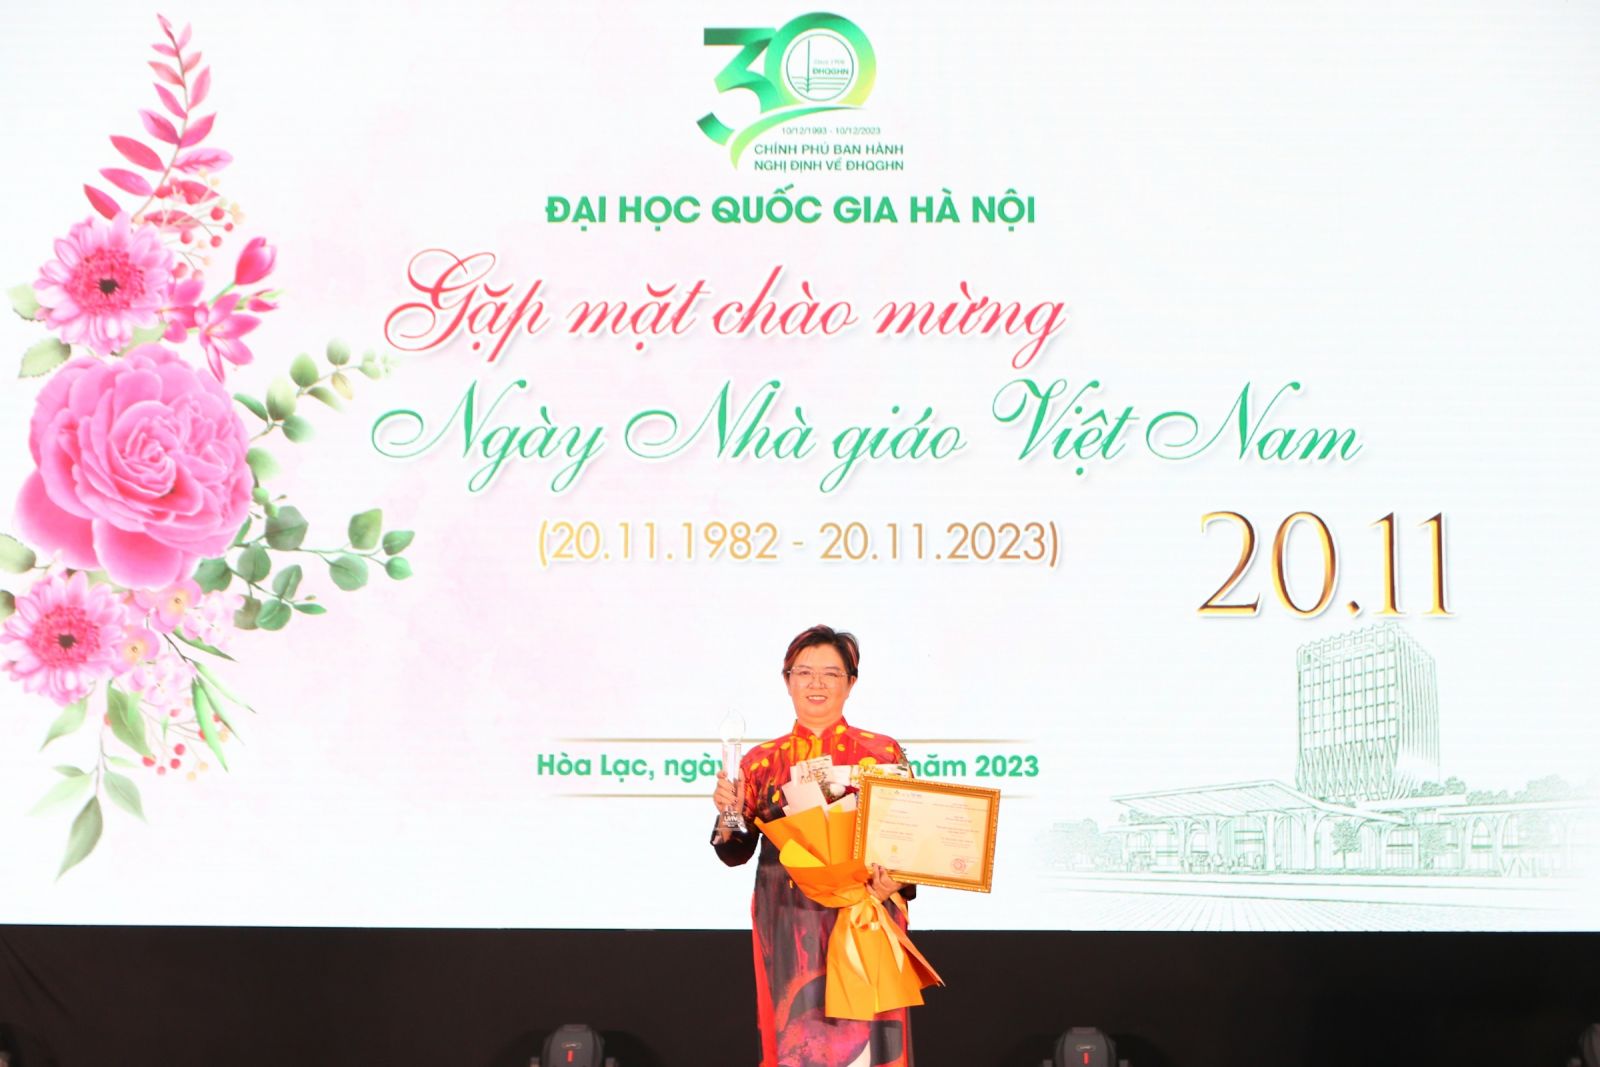 30
ĐHQGHN
10/12/1993 - 10/12/2023
CHÍNH PHỦ BAN HÀNH
NGHỊ ĐỊNH VỀ ĐHQGHN
ĐẠI HỌC QUỐC GIA HÀ NỘI
Gặp mặt chào mừng
Ngày Nhà giáo Việt Nam
(20.11.1982 - 20.11.2023)
20.11
Hòa Lạc, ngày
năm 2023
VNU